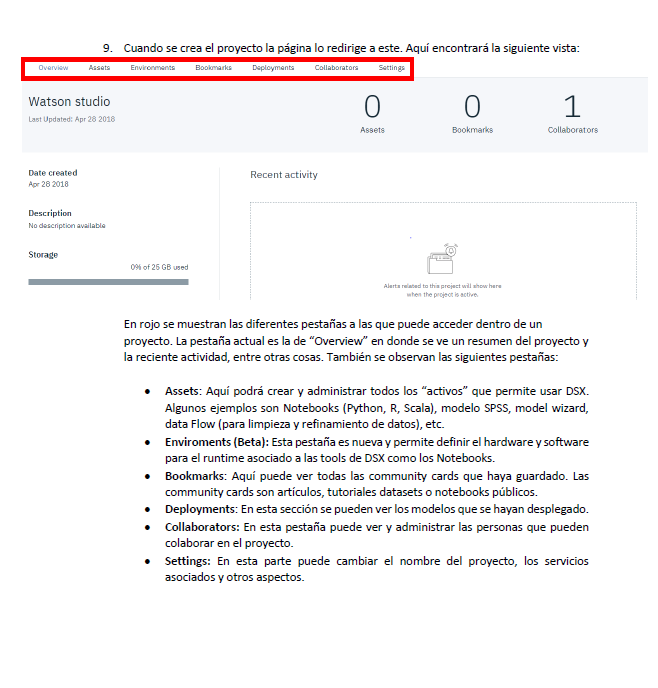 9. Cuando se crea el proyecto la página lo redirige a este. Aquí encontrará la siguiente vista:
Overview Assets Environments Bookmarks Deployments Collaborators Settings
Watson studio
Last Updated: Apr 28 2018
0 0 1
Assets Bookmarks Collaborators
Date created
Apr 28 2018
Recent activity
Description
No description available
Storage
0% of 25 GB used
Alerts related to this project will show here
when the project is active.
En rojo se muestran las diferentes pestañas a las que puede acceder dentro de un
proyecto. La pestaña actual es la de “Overview” en donde se ve un resumen del proyecto y
la reciente actividad, entre otras cosas. También se observan las siguientes pestañas:
• Assets: Aquí podrá crear y administrar todos los “activos” que permite usar DSX.
Algunos ejemplos son Notebooks (Python, R, Scala), modelo SPSS, model wizard,
data Flow (para limpieza y refinamiento de datos), etc.
• Enviroments (Beta): Esta pestaña es nueva y permite definir el hardware y software
para el runtime asociado a las tools de DSX como los Notebooks.
• Bookmarks: Aquí puede ver todas las community cards que haya guardado. Las
community cards son artículos, tutoriales datasets o notebooks públicos.
• Deployments: En esta sección se pueden ver los modelos que se hayan desplegado.
• Collaborators: En esta pestaña puede ver y administrar las personas que pueden
colaborar en el proyecto.
• Settings: En esta parte puede cambiar el nombre del proyecto, los servicios
asociados y otros aspectos.